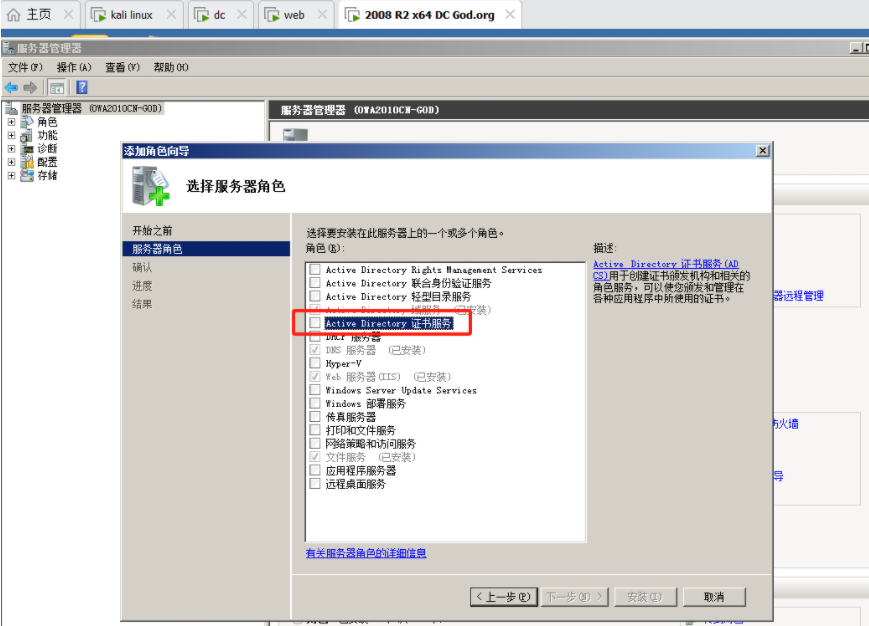 主页
kali linux
dc
web
2008 R2 x64 DC God.org
服务器管理器
文件(F) 操作(A) 查看(V) 帮助(H)
服务器管理器 (OWA2010CN-GOD)
角色
功能
诊断
配置
存储
服务器管理器 (OWA2010CN-GOD)
添加角色向导
选择服务器角色
开始之前
服务器角色
确认
进度
结果
选择要安装在此服务器上的一个或多个角色。
角色(R):
Active Directory Rights Management Services
Active Directory 联合身份验证服务
Active Directory 轻型目录服务
Active Directory 域服务 (已安装)
Active Directory 证书服务
DHCP 服务器
DNS 服务器 (已安装)
Hyper-V
Web 服务器(IIS) (已安装)
Windows Server Update Services
Windows 部署服务
传真服务器
打印和文件服务
网络策略和访问服务
文件服务 (已安装)
应用程序服务器
远程桌面服务
有关服务器角色的详细信息
描述:
Active Directory 证书服务(AD
CS)用于创建证书颁发机构和相关的
角色服务，可以使您颁发和管理在
各种应用程序中所使用的证书。
器远程管理
防火墙
导
< 上一步(P)
下一步(N) >
安装(I)
取消